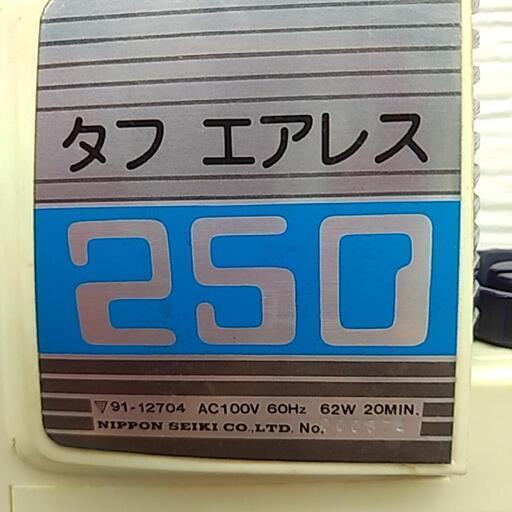 タフ エアレス
250
▽91-12704 AC100V 60Hz 62W 20MIN.
NIPPON SEIKI CO.,LTD. No.